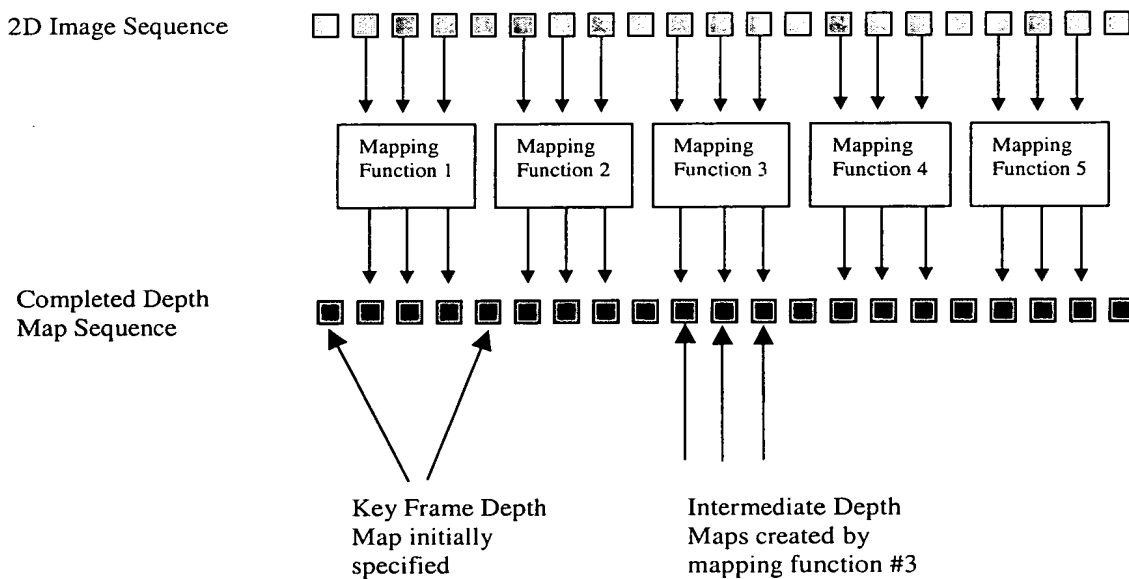 2D Image Sequence
Mapping
Function 1
Mapping
Function 2
Mapping
Function 3
Mapping
Function 4
Mapping
Function 5
Completed Depth
Map Sequence
Key Frame Depth
Map initially
specified
Intermediate Depth
Maps created by
mapping function #3